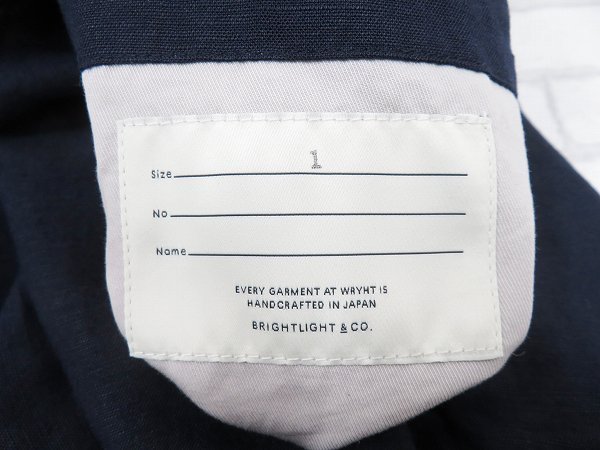 Size 1
No.
Name
EVERY GARMENT AT WRYHT IS
HANDCRAFTED IN JAPAN
BRIGHTLIGHT & CO.